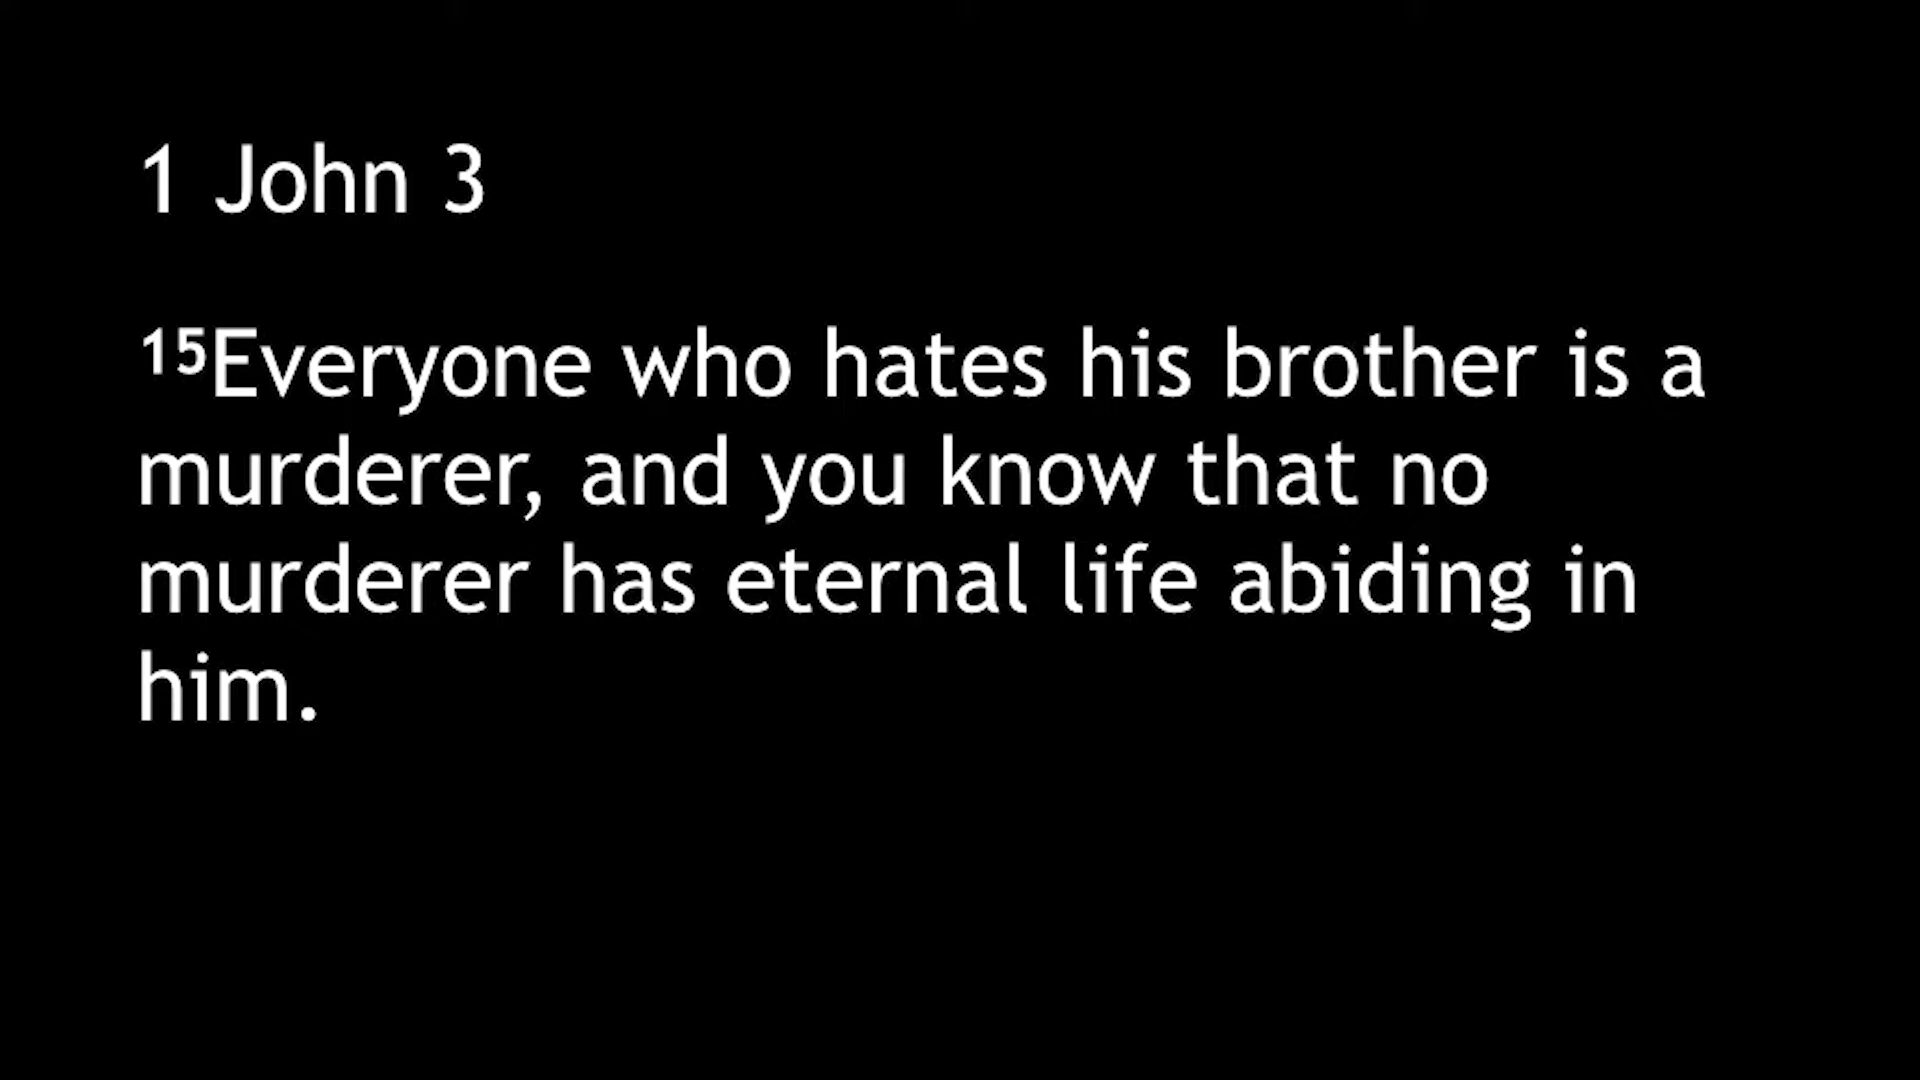 1 John 3
15Everyone who hates his brother is a
murderer, and you know that no
murderer has eternal life abiding in
him.